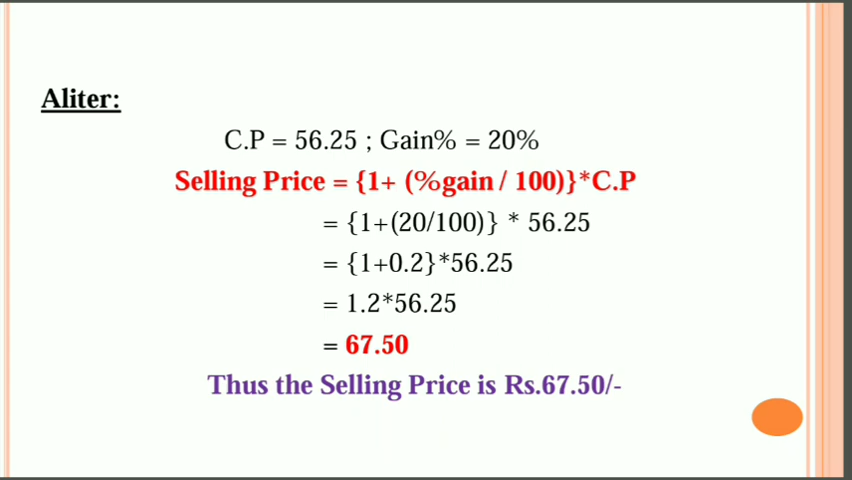 Aliter:
C.P = 56.25 ; Gain% = 20%
Selling Price = {1+ (%gain / 100)}*C.P
= {1+(20/100)} * 56.25
= {1+0.2}*56.25
= 1.2*56.25
= 67.50
Thus the Selling Price is Rs.67.50/-